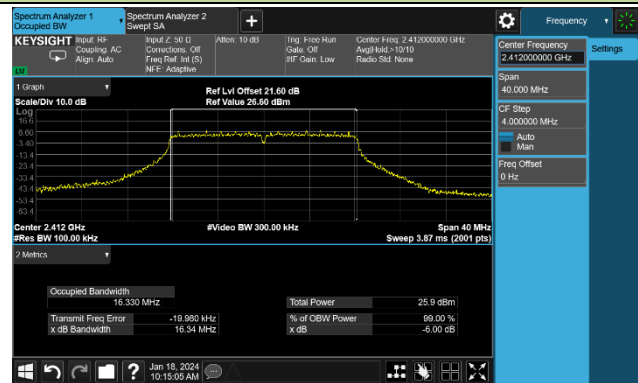 Spectrum Analyzer 1
Occupied BW
Spectrum Analyzer 2
Swept SA
Frequency
KEYSIGHT
Input: RF
Coupling: AC
Align: Auto
Input Z: 50 Ω
Corrections: Off
Freq Ref: Int (S)
NFE: Adaptive
Atten: 10 dB
Trig: Free Run
Gate: Off
#IF Gain: Low
Center Freq: 2.412000000 GHz
Avg|Hold:>10/10
Radio Std: None
LW
Center Frequency
2.412000000 GHz
Settings
Span
40.000 MHz
CF Step
4.000000 MHz
Auto
Man
Freq Offset
0 Hz
1 Graph
Scale/Div 10.0 dB
Ref Lvl Offset 21.60 dB
Ref Value 26.60 dBm
Log
16.6
6.60
-3.40
-13.4
-23.4
-33.4
-43.4
-53.4
-63.4
Center 2.412 GHz
#Res BW 100.00 kHz
#Video BW 300.00 kHz
Span 40 MHz
Sweep 3.87 ms (2001 pts)
2 Metrics
Occupied Bandwidth
16.330 MHz
Total Power 25.9 dBm
Transmit Freq Error -19.980 kHz
% of OBW Power 99.00 %
x dB Bandwidth 16.34 MHz
x dB -6.00 dB
Jan 18, 2024
10:15:05 AM